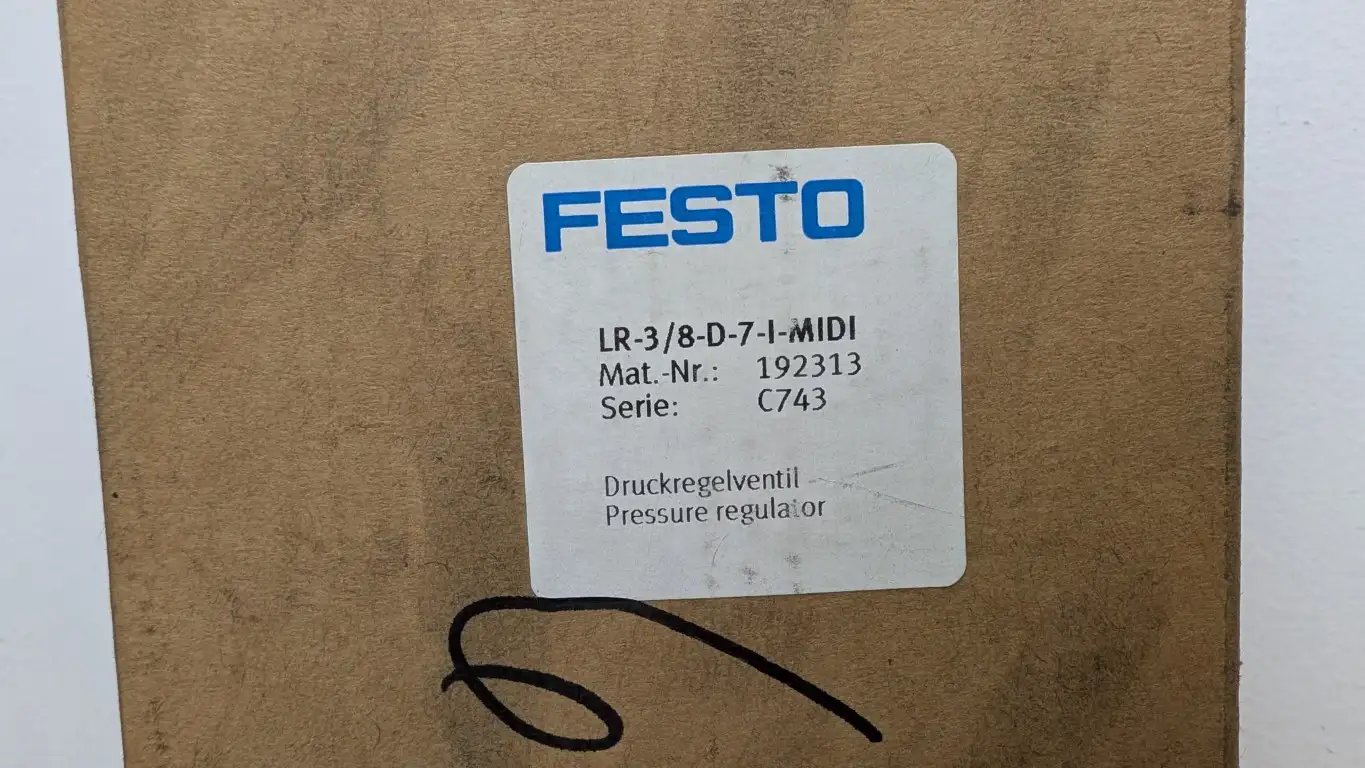 FESTO
LR-3/8-D-7-I-MIDI
Mat.-Nr.: 192313
Serie: C743
Druckregelventil
Pressure regulator